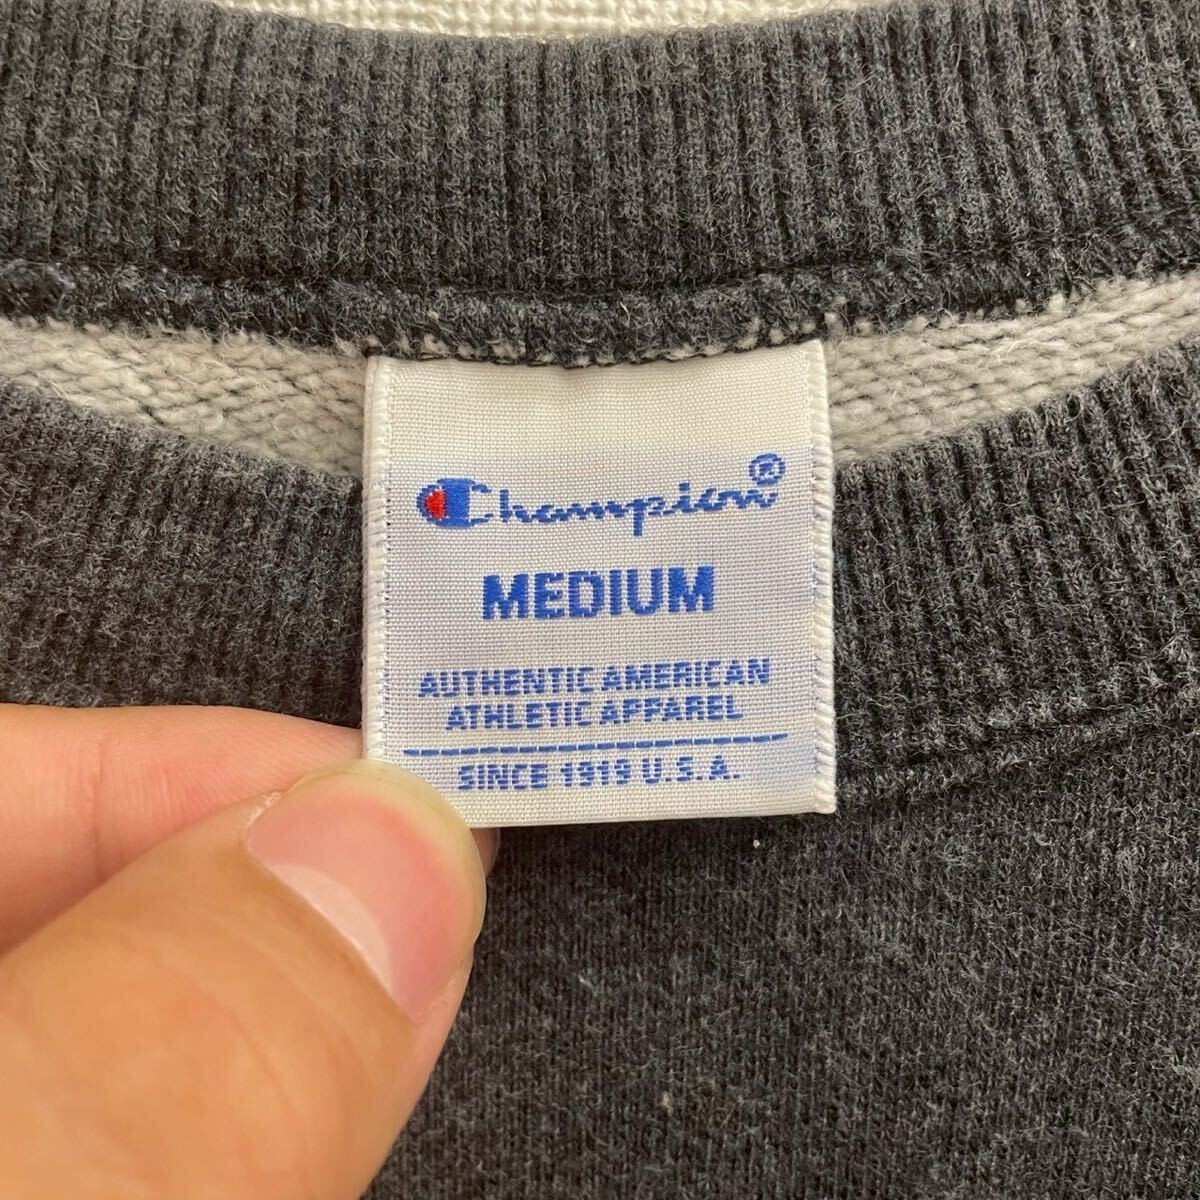 Champion®
MEDIUM
AUTHENTIC AMERICAN
ATHLETIC APPAREL
SINCE 1919 U.S.A.